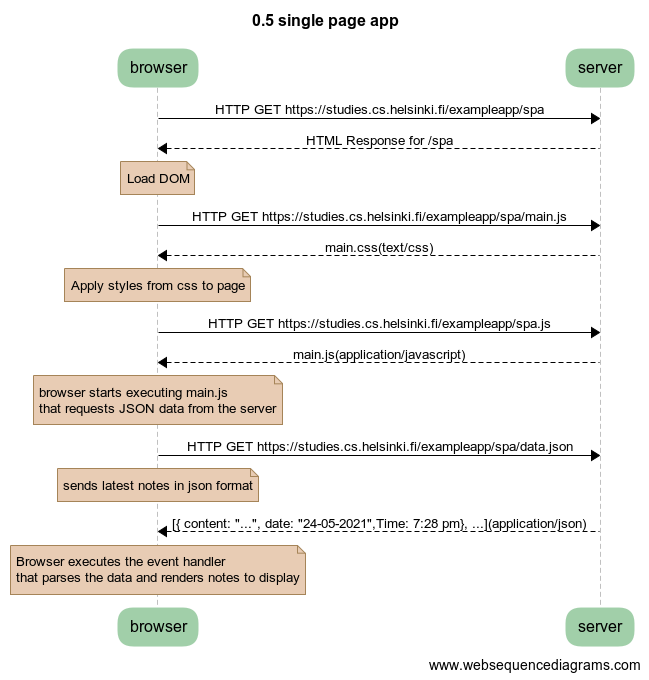 0.5 single page app
browser
server
HTTP GET https://studies.cs.helsinki.fi/exampleapp/spa
HTML Response for /spa
Load DOM
HTTP GET https://studies.cs.helsinki.fi/exampleapp/spa/main.js
main.css(text/css)
Apply styles from css to page
HTTP GET https://studies.cs.helsinki.fi/exampleapp/spa.js
main.js(application/javascript)
browser starts executing main.js
that requests JSON data from the server
HTTP GET https://studies.cs.helsinki.fi/exampleapp/spa/data.json
sends latest notes in json format
[{ content: "...", date: "24-05-2021",Time: 7:28 pm}, ...](application/json)
Browser executes the event handler
that parses the data and renders notes to display
browser
server
www.websequencediagrams.com